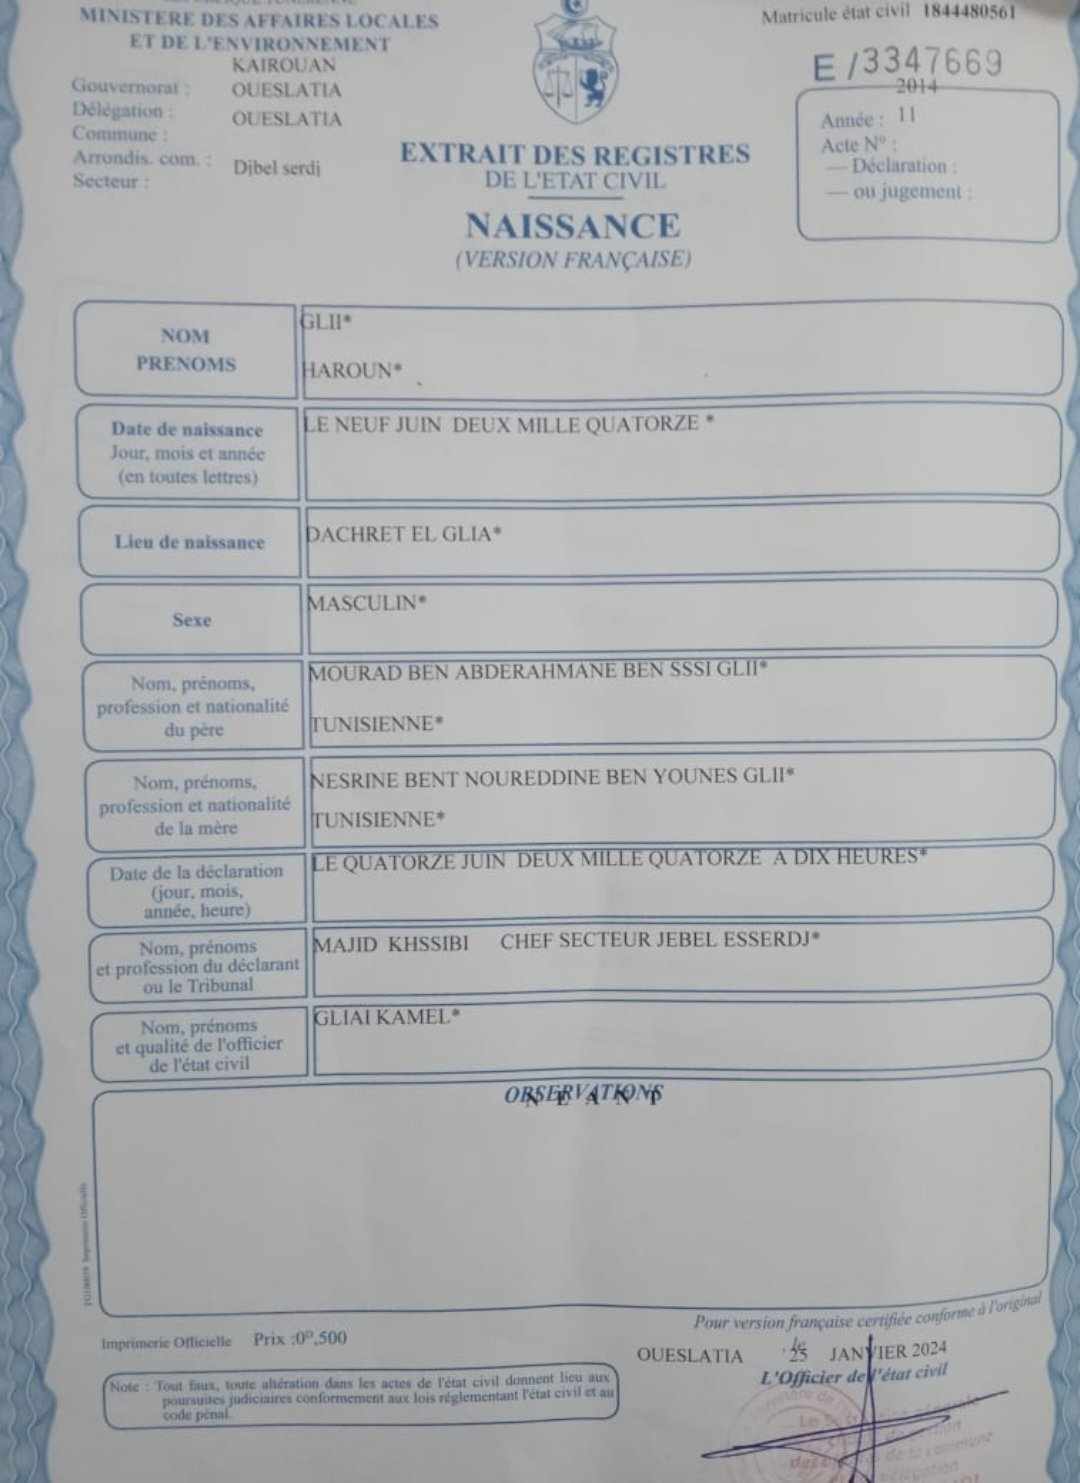 MINISTERE DES AFFAIRES LOCALES
ET DE L'ENVIRONNEMENT
KAIROUAN
Gouvernorat : OUESLATIA
Délégation : OUESLATIA
Commune :
Arrondis. com. : Djbel serdj
Secteur :
Matricule état civil 1844480561
E /3347669
2014
Année : 11
Acte N° :
— Déclaration :
— ou jugement :
EXTRAIT DES REGISTRES
DE L'ETAT CIVIL
NAISSANCE
(VERSION FRANÇAISE)
NOM
PRENOMS
GLII*
HAROUN*
Date de naissance
Jour, mois et année
(en toutes lettres)
LE NEUF JUIN DEUX MILLE QUATORZE *
Lieu de naissance
DACHRET EL GLIA*
Sexe
MASCULIN*
Nom, prénoms,
profession et nationalité
du père
MOURAD BEN ABDERAHMANE BEN SSSI GLII*
TUNISIENNE*
Nom, prénoms,
profession et nationalité
de la mère
NESRINE BENT NOUREDDINE BEN YOUNES GLII*
TUNISIENNE*
Date de la déclaration
(jour, mois,
année, heure)
LE QUATORZE JUIN DEUX MILLE QUATORZE A DIX HEURES*
Nom, prénoms
et profession du déclarant
ou le Tribunal
MAJID KHSSIBI CHEF SECTEUR JEBEL ESSERDJ*
Nom, prénoms
et qualité de l'officier
de l'état civil
GLIAI KAMEL*
OBSERVATIONS
N E A N T
Imprimerie Officielle Prix :0ᴰ,500
Note : Tout faux, toute altération dans les actes de l'état civil donnent lieu aux
poursuites judiciaires conformement aux lois réglementant l'état civil et au
code pénal.
Pour version française certifiée conforme à l'original
OUESLATIA le 25 JANVIER 2024
L'Officier de l'état civil